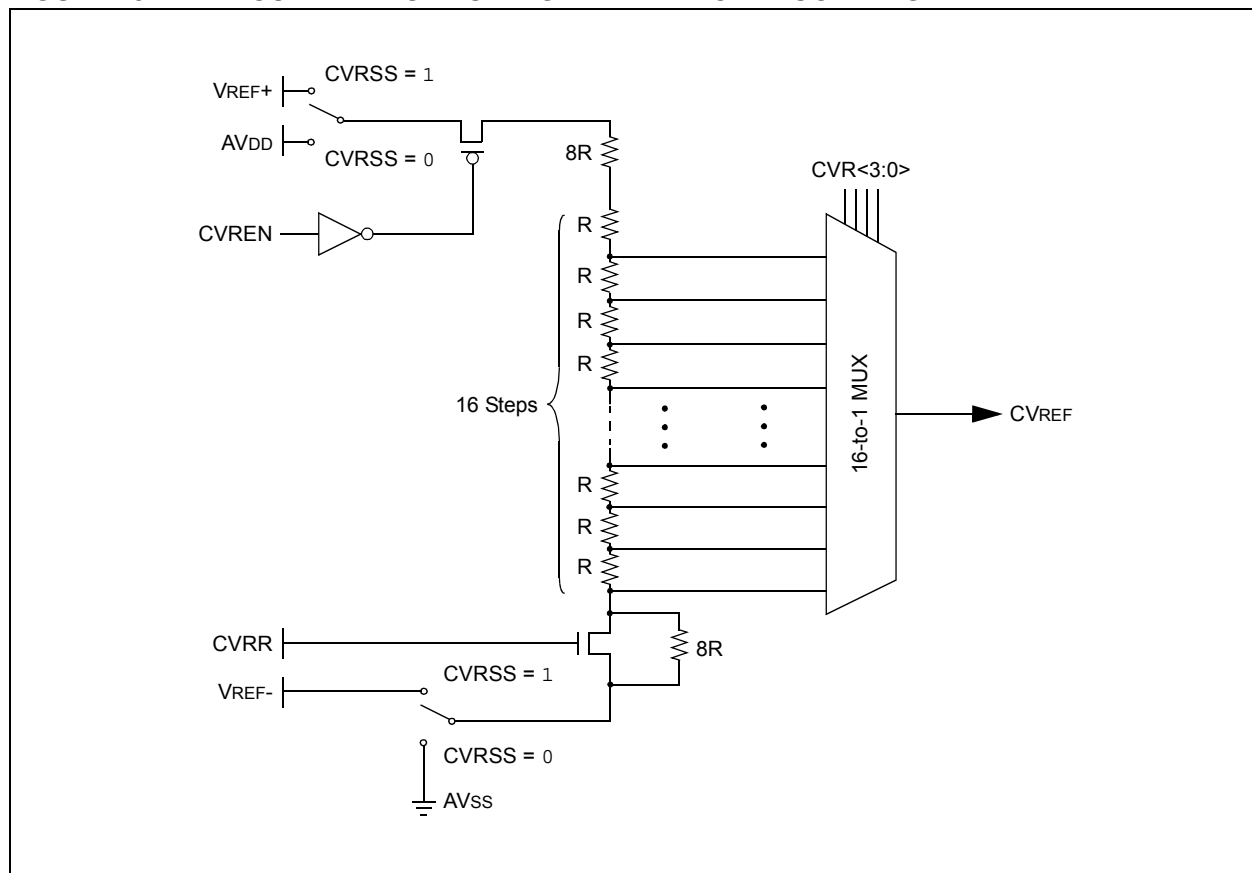 CVRSS = 1
VREF+
AVDD
CVRSS = 0
8R
CVR<3:0>
CVREN
R
R
R
R
16 Steps
16-to-1 MUX
CVREF
R
R
R
CVRR
8R
CVRSS = 1
VREF-
CVRSS = 0
AVSS